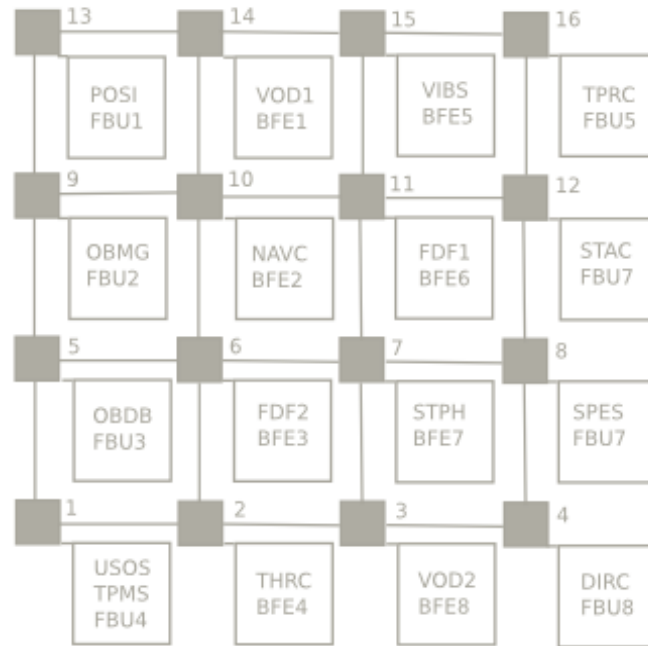 13 14 15 16
POSI VOD1 VIBS TPRC
FBU1 BFE1 BFE5 FBU5
9 10 11 12
OBMG NAVC FDF1 STAC
FBU2 BFE2 BFE6 FBU7
5 6 7 8
OBDB FDF2 STPH SPES
FBU3 BFE3 BFE7 FBU7
1 2 3 4
USOS
TPMS THRC VOD2 DIRC
FBU4 BFE4 BFE8 FBU8